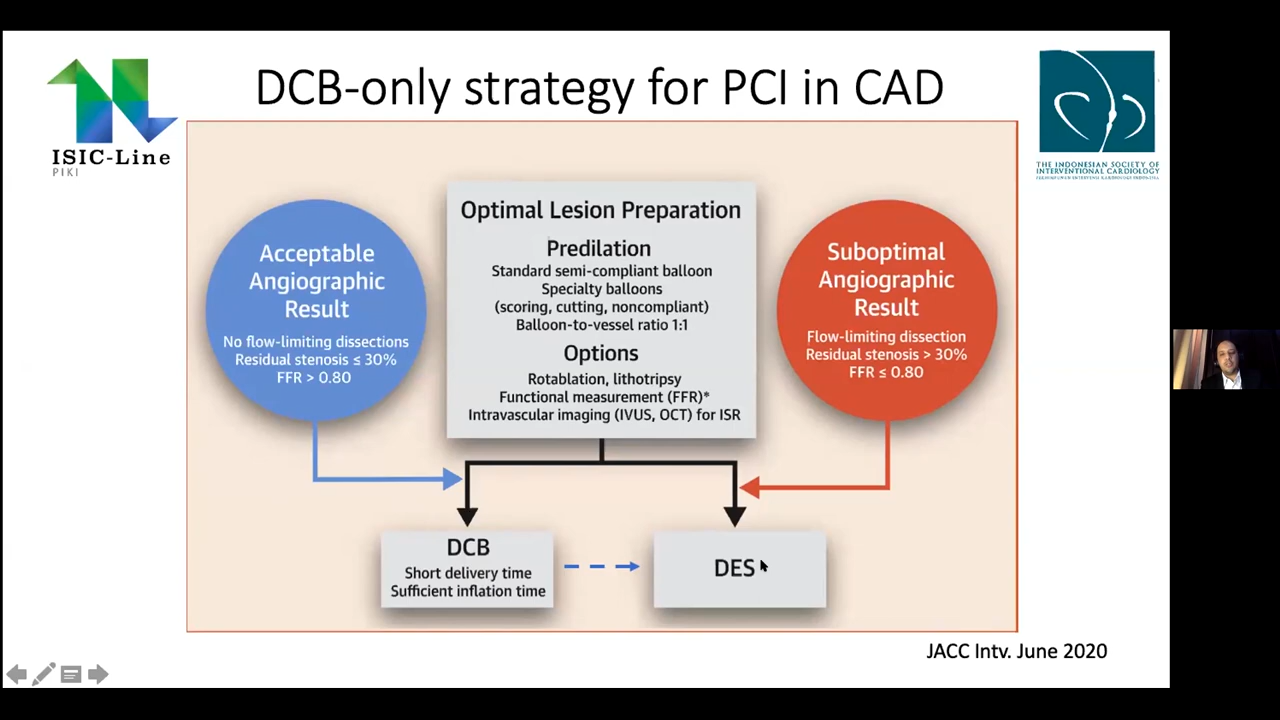 DCB-only strategy for PCI in CAD
ISIC-Line
PIKI
THE INDONESIAN SOCIETY OF
INTERVENTIONAL CARDIOLOGY
Acceptable
Angiographic
Result
No flow-limiting dissections
Residual stenosis ≤ 30%
FFR > 0.80
Optimal Lesion Preparation
Predilation
Standard semi-compliant balloon
Specialty balloons
(scoring, cutting, noncompliant)
Balloon-to-vessel ratio 1:1
Options
Rotablation, lithotripsy
Functional measurement (FFR)*
Intravascular imaging (IVUS, OCT) for ISR
Suboptimal
Angiographic
Result
Flow-limiting dissection
Residual stenosis > 30%
FFR ≤ 0.80
DCB
Short delivery time
Sufficient inflation time
DES
JACC Intv. June 2020